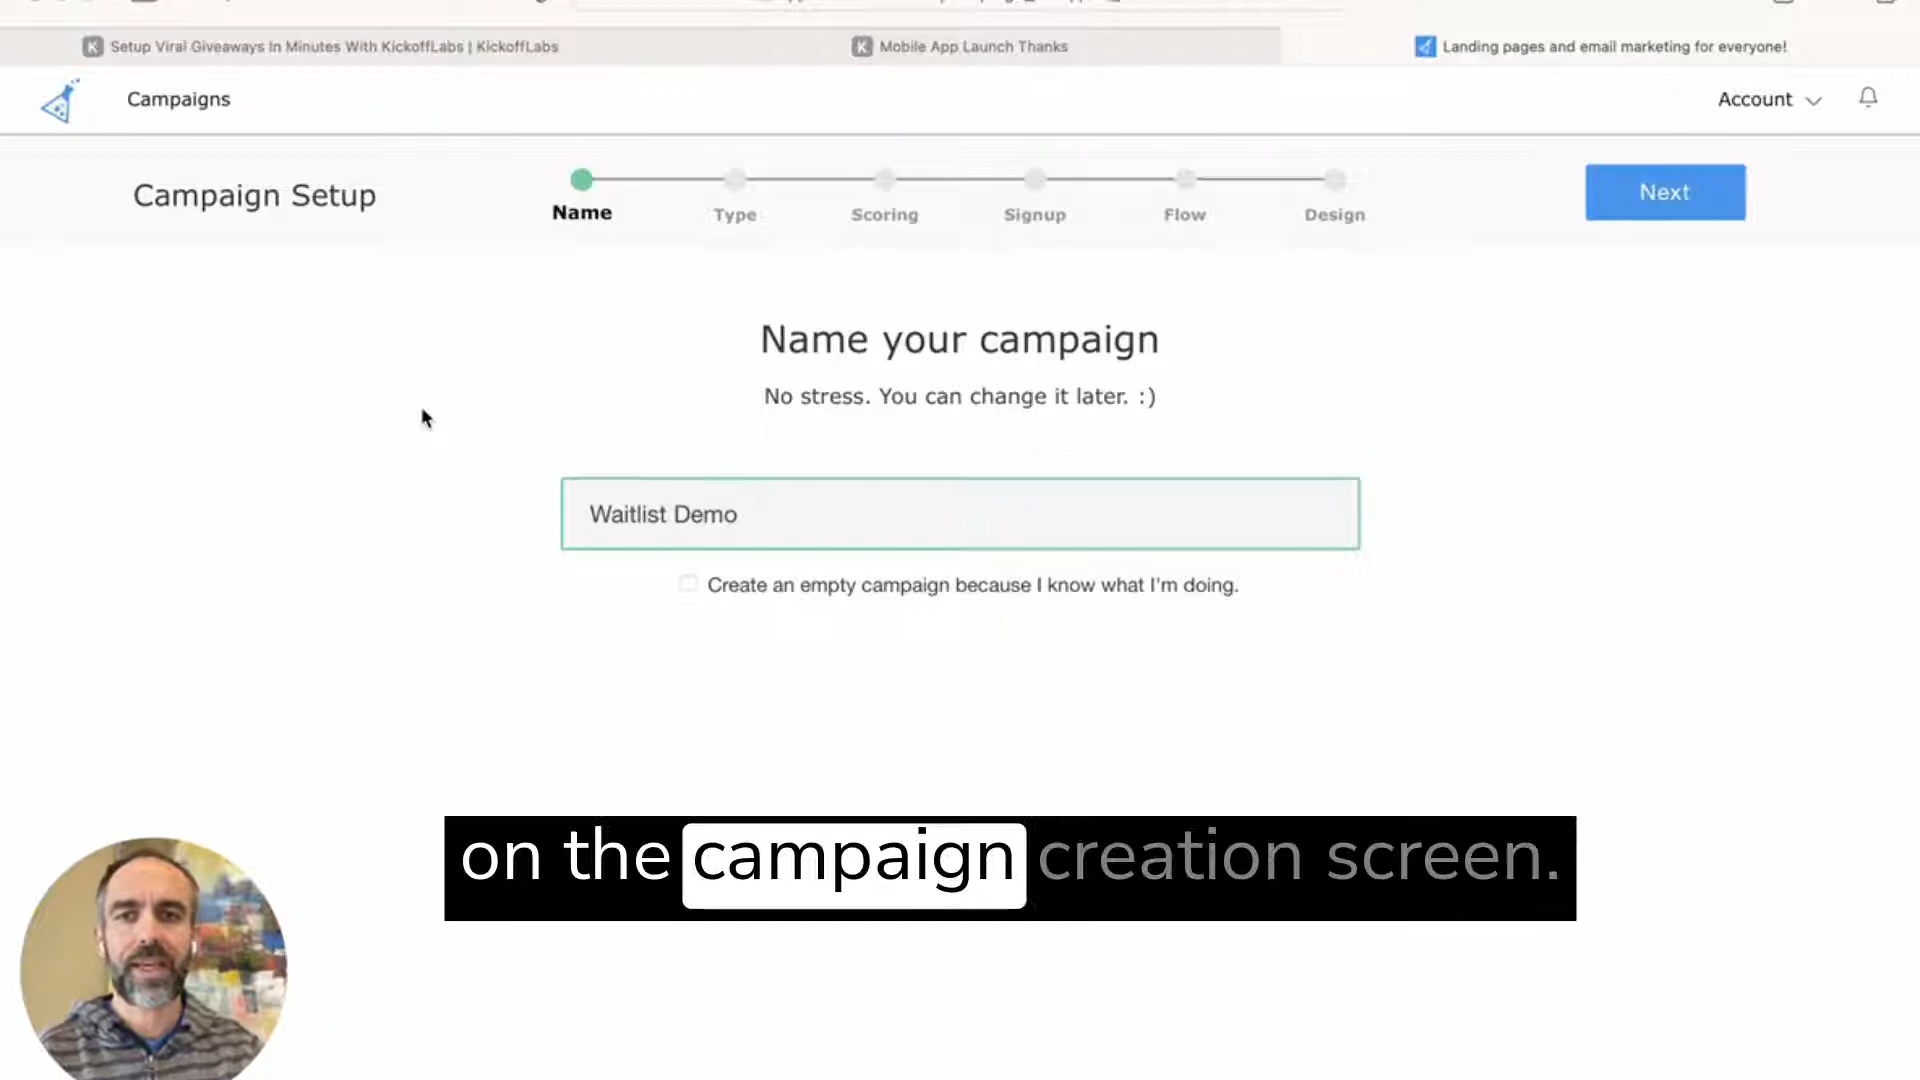 Setup Viral Giveaways In Minutes With KickoffLabs | KickoffLabs
Mobile App Launch Thanks
Landing pages and email marketing for everyone!
Campaigns
Account
Campaign Setup
Name
Type
Scoring
Signup
Flow
Design
Next
Name your campaign
No stress. You can change it later. :)
Waitlist Demo
Create an empty campaign because I know what I'm doing.
on the campaign creation screen.